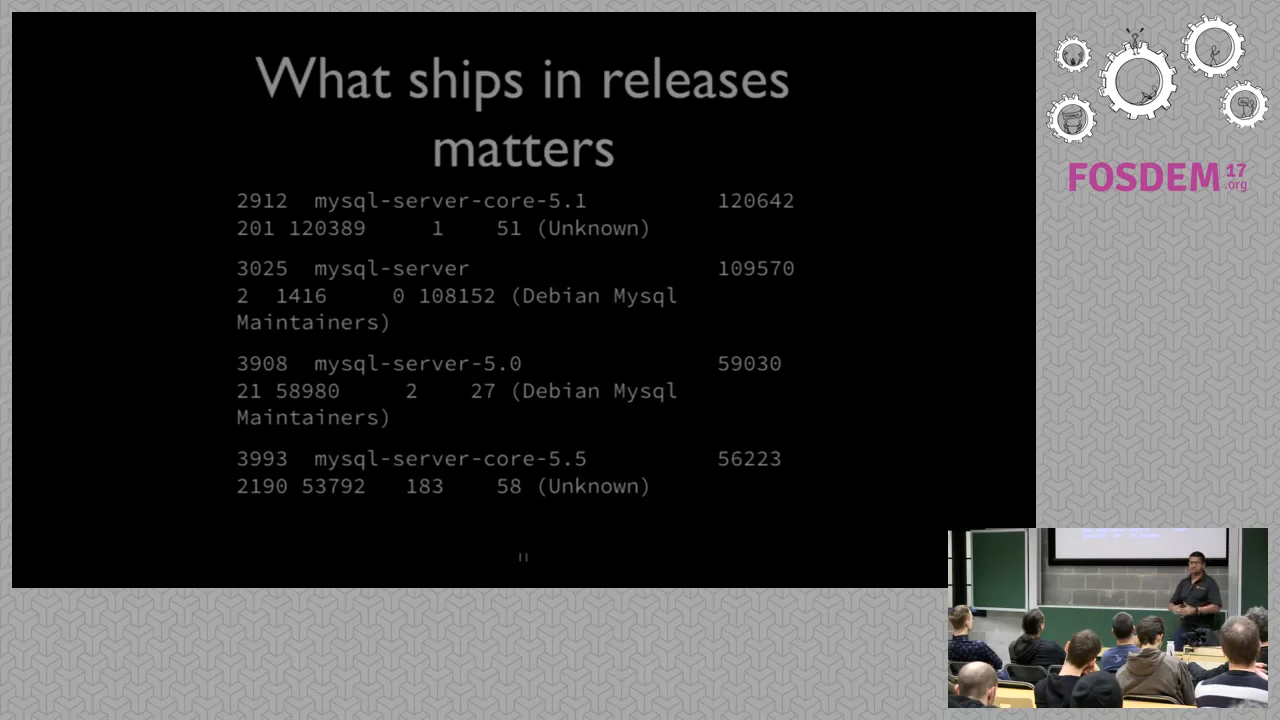 What ships in releases
matters
2912  mysql-server-core-5.1          120642
201 120389     1    51 (Unknown)
3025  mysql-server                   109570
2  1416     0 108152 (Debian Mysql
Maintainers)
3908  mysql-server-5.0               59030
21 58980     2    27 (Debian Mysql
Maintainers)
3993  mysql-server-core-5.5          56223
2190 53792   183    58 (Unknown)
11
FOSDEM 17
.org